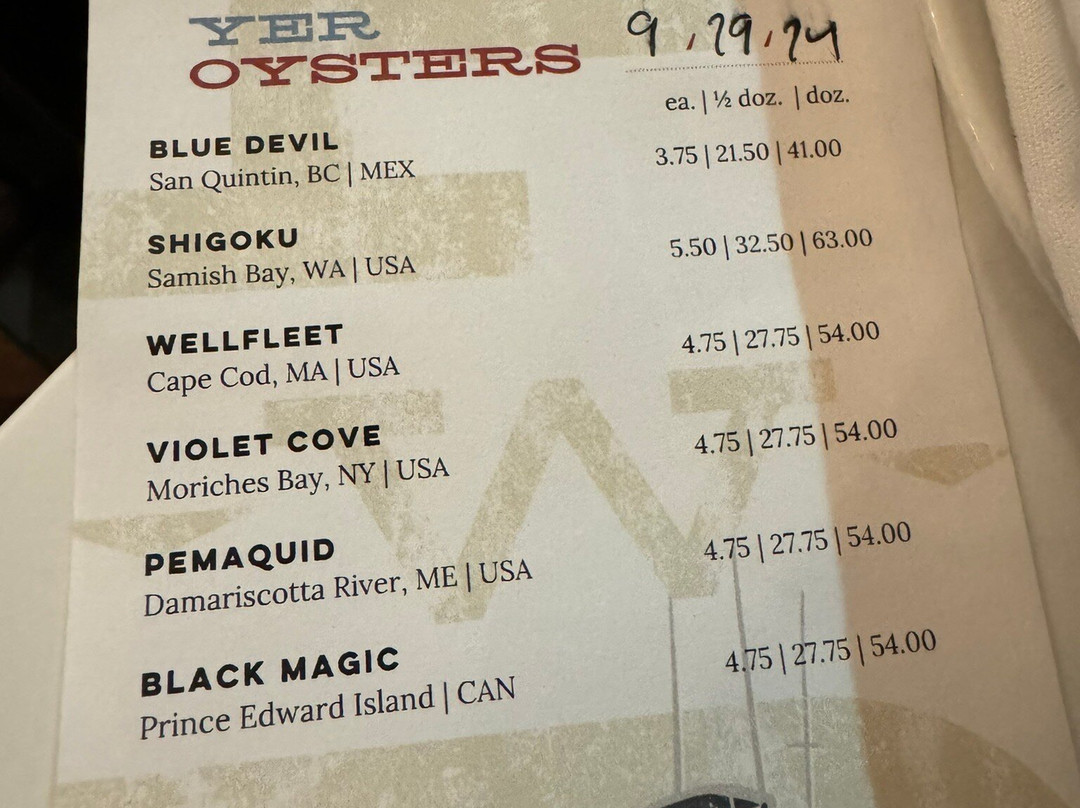 YER
OYSTERS
9/29/24
ea. | ½ doz. | doz.
BLUE DEVIL
3.75 | 21.50 | 41.00
San Quintin, BC | MEX
SHIGOKU
5.50 | 32.50 | 63.00
Samish Bay, WA | USA
WELLFLEET
4.75 | 27.75 | 54.00
Cape Cod, MA | USA
VIOLET COVE
4.75 | 27.75 | 54.00
Moriches Bay, NY | USA
PEMAQUID
4.75 | 27.75 | 54.00
Damariscotta River, ME | USA
BLACK MAGIC
4.75 | 27.75 | 54.00
Prince Edward Island | CAN